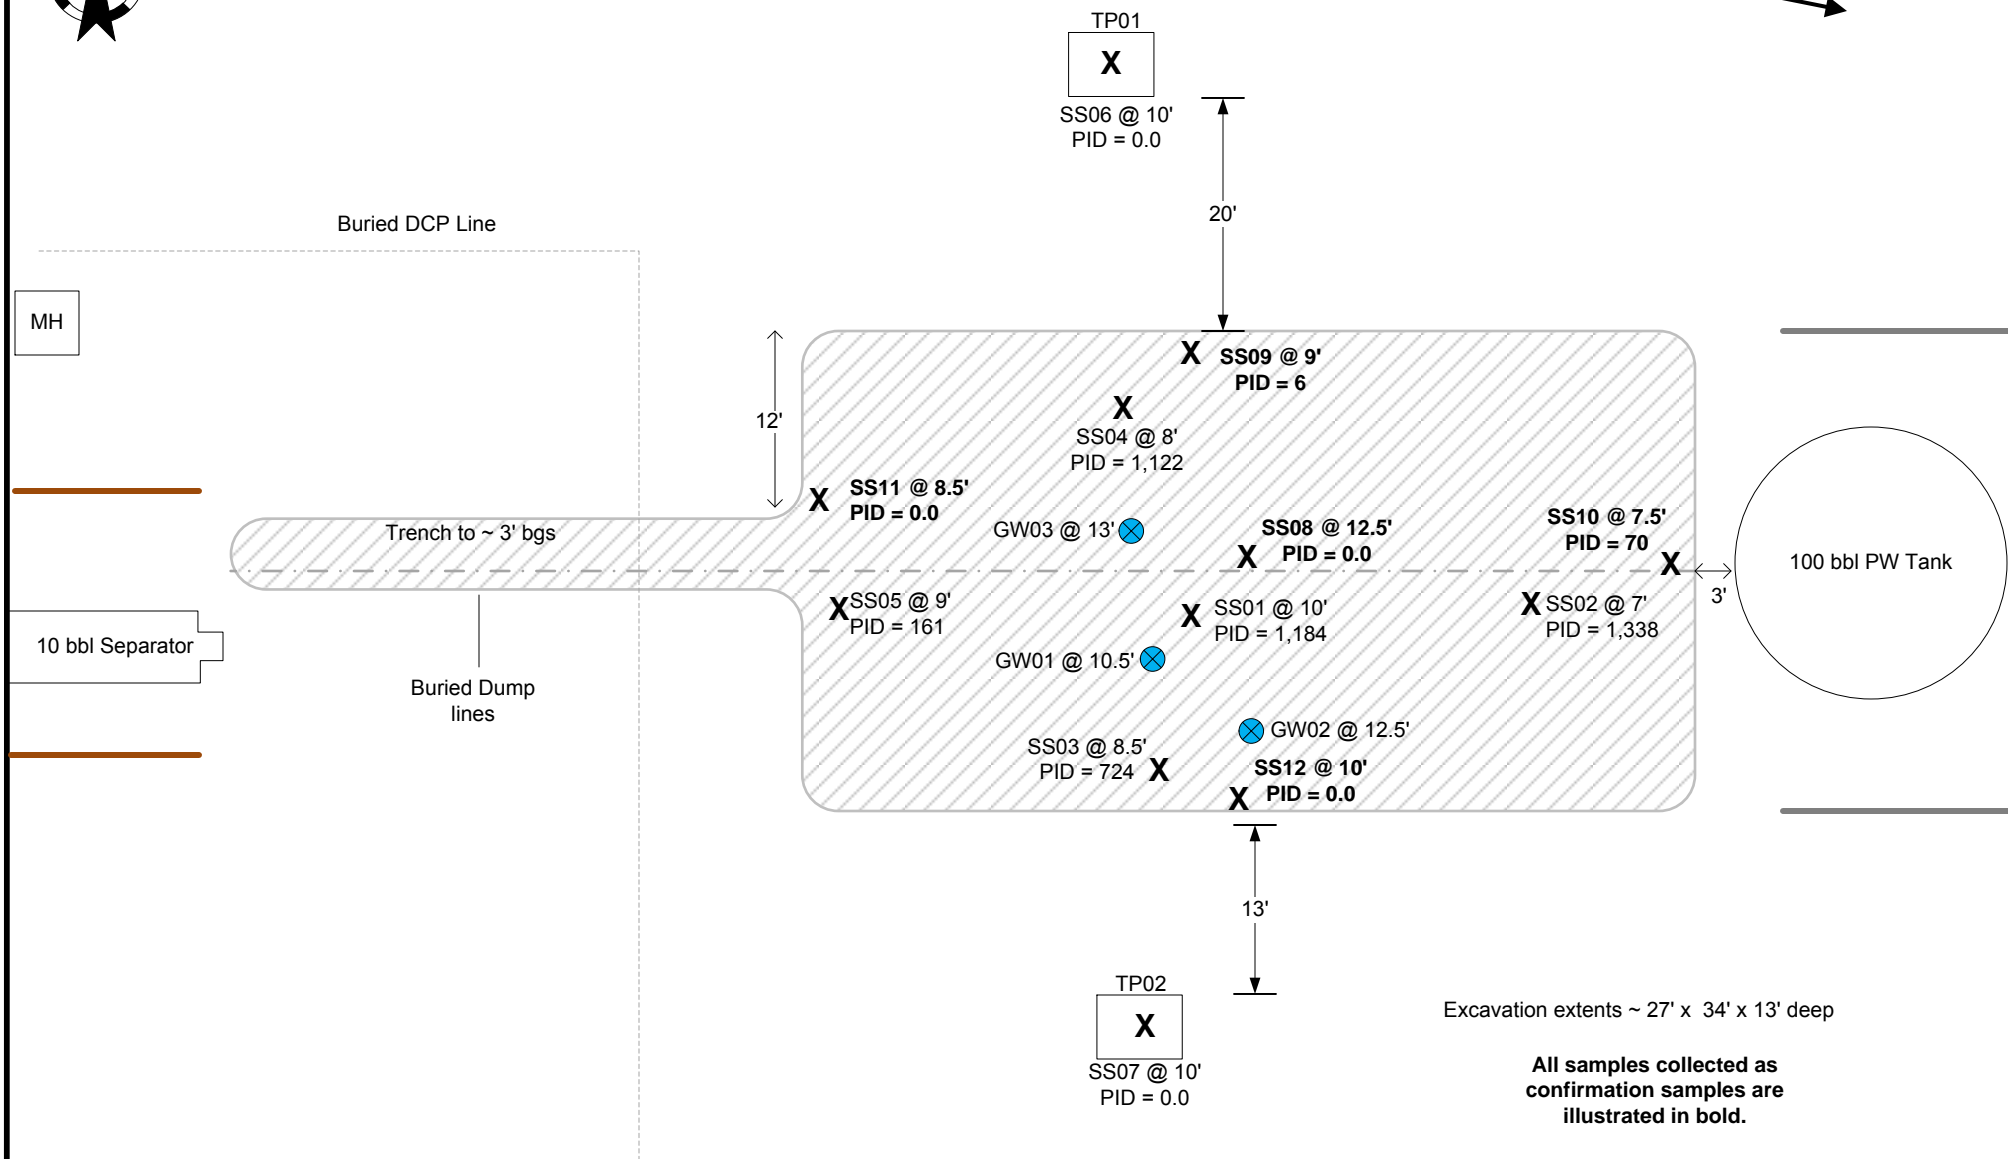 TP01
X
SS06 @ 10'
PID = 0.0
20'
Buried DCP Line
MH
12'
X
SS09 @ 9'
PID = 6
X
SS04 @ 8'
PID = 1,122
X
SS11 @ 8.5'
PID = 0.0
Trench to ~ 3' bgs
GW03 @ 13'
X
SS08 @ 12.5'
PID = 0.0
SS10 @ 7.5'
PID = 70
X
100 bbl PW Tank
3'
X
SS05 @ 9'
PID = 161
X
SS01 @ 10'
PID = 1,184
X
SS02 @ 7'
PID = 1,338
10 bbl Separator
GW01 @ 10.5'
Buried Dump
lines
GW02 @ 12.5'
SS03 @ 8.5'
PID = 724
X
SS12 @ 10'
PID = 0.0
X
13'
TP02
X
SS07 @ 10'
PID = 0.0
Excavation extents ~ 27' x 34' x 13' deep
All samples collected as
confirmation samples are
illustrated in bold.